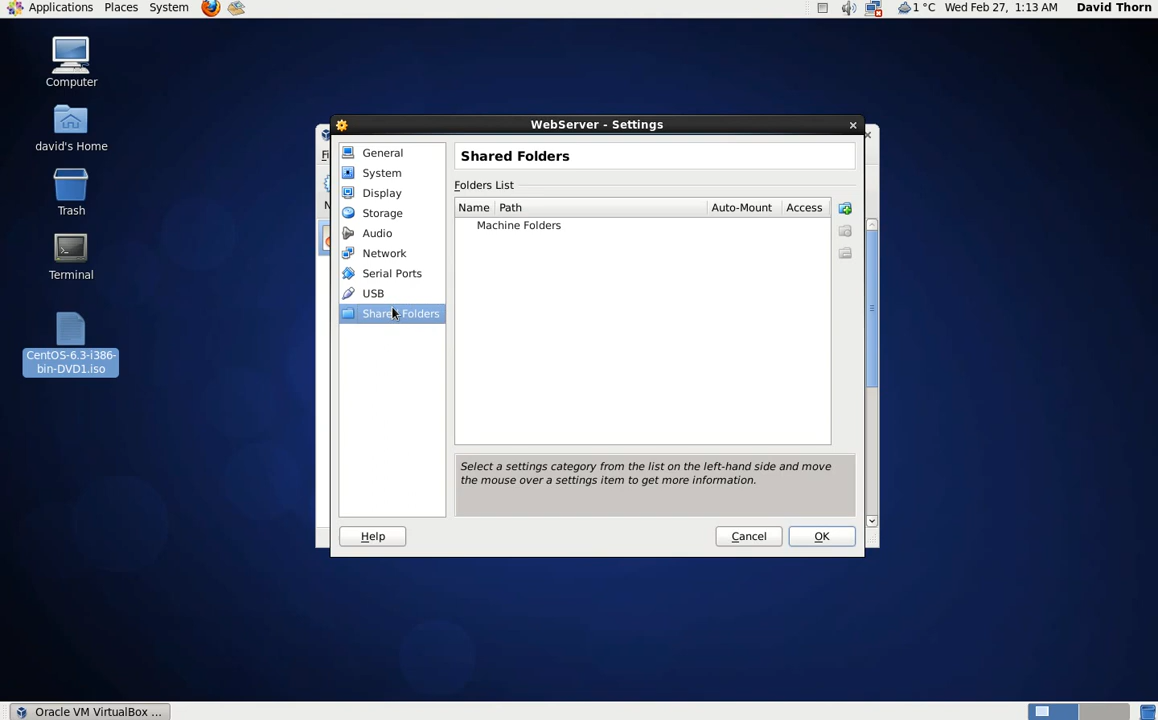 Applications Places System 1 °C Wed Feb 27, 1:13 AM David Thorn
Computer
david's Home
Trash
Terminal
CentOS-6.3-i386-
bin-DVD1.iso
WebServer - Settings
General
System
Display
Storage
Audio
Network
Serial Ports
USB
Shared Folders
Shared Folders
Folders List
Name Path Auto-Mount Access
Machine Folders
Select a settings category from the list on the left-hand side and move
the mouse over a settings item to get more information.
Help Cancel OK
Oracle VM VirtualBox ...